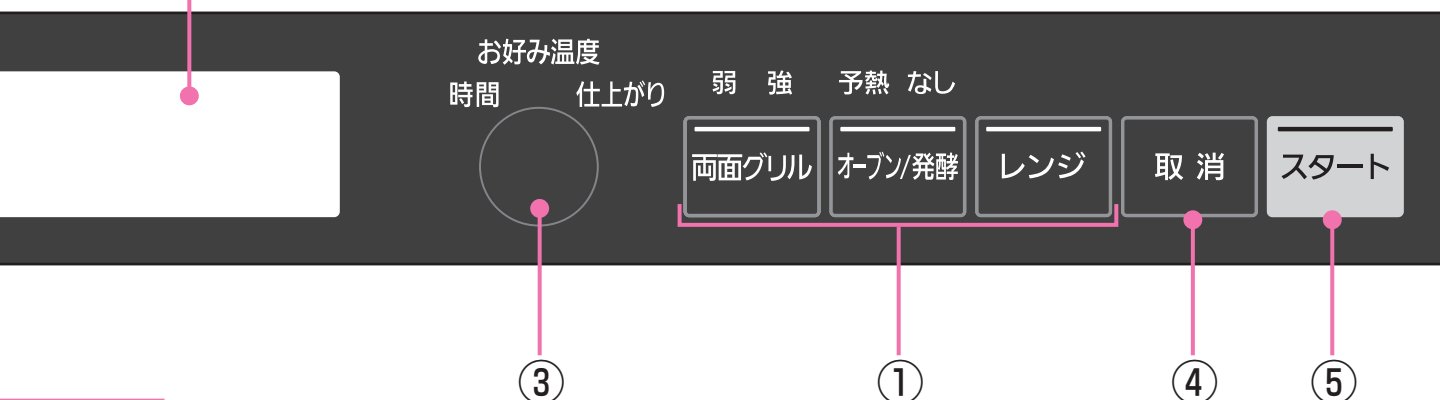 お好み温度
時間 仕上がり
弱 強 予熱 なし
両面グリル オーブン/発酵 レンジ 取消 スタート
③ ① ④ ⑤